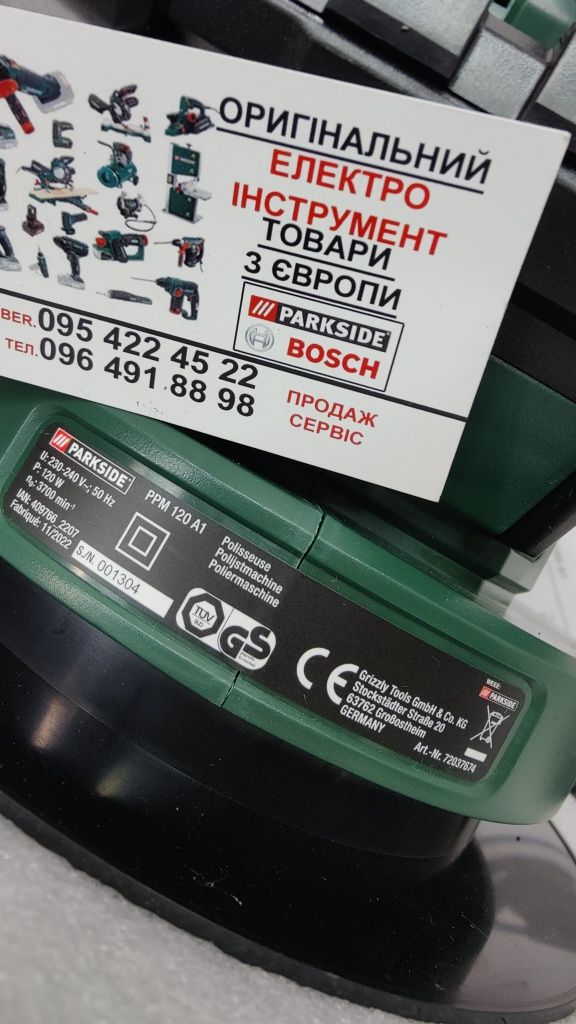 ОРИГІНАЛЬНИЙ
ЕЛЕКТРО
ІНСТРУМЕНТ
ТОВАРИ
З ЄВРОПИ
PARKSIDE
BOSCH
ВЕR.095 422 45 22
ТЕЛ.096 491 88 98
ПРОДАЖ
СЕРВІС
PARKSIDE
U: 230-240 V~; 50 Hz
P: 120 W
n₀: 3700 min⁻¹
IAN: 409766_2207
Fabriqué: 11/2022
S/N. 001304
PPM 120 A1
Polisseuse
Polijstmachine
Poliermaschine
TÜV
SÜD
GS
CE
Grizzly Tools GmbH & Co. KG
Stockstädter Straße 20
63762 Großostheim
GERMANY
Art.-Nr. 72037674
WEEE:
PARKSIDE